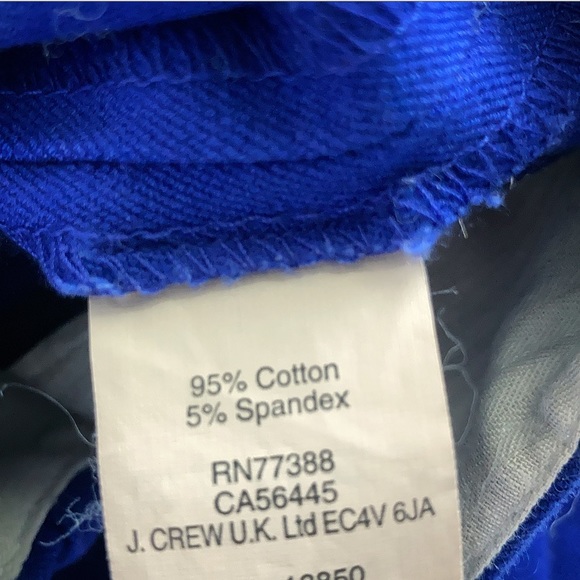 95% Cotton
5% Spandex
RN77388
CA56445
J. CREW U.K. Ltd EC4V 6JA